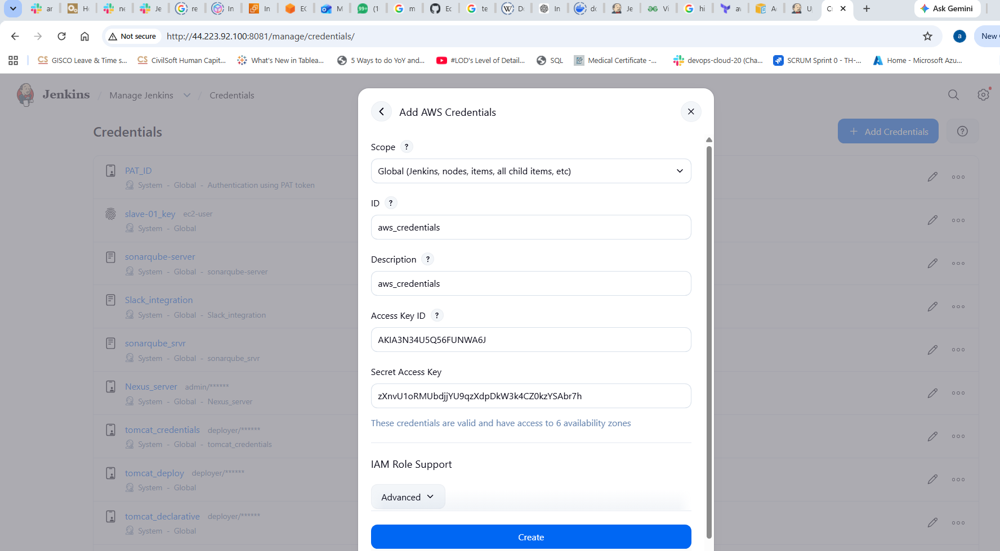 ar
H
ne
Je
re
In
In
EC
M
99+ (1
m
Ec
te
D
In
do
Je
Vi
hi
av
A
U
C
Ask Gemini
Not secure http://44.223.92.100:8081/manage/credentials/
a
New
GISCO Leave & Time s...
CivilSoft Human Capit...
What's New in Tablea...
5 Ways to do YoY and...
#LOD's Level of Detail...
SQL
Medical Certificate -...
devops-cloud-20 (Cha...
SCRUM Sprint 0 - TH-...
Home - Microsoft Azu...
Jenkins / Manage Jenkins / Credentials
Credentials
+ Add Credentials
?
PAT_ID
System - Global - Authentication using PAT token
slave-01_key ec2-user
System - Global
sonarqube-server
System - Global - sonarqube-server
Slack_integration
System - Global - Slack_integration
sonarqube_srvr
System - Global - sonarqube_srvr
Nexus_server admin/******
System - Global - Nexus_server
tomcat_credentials deployer/******
System - Global - tomcat_credentials
tomcat_deploy deployer/******
System - Global
tomcat_declarative deployer/******
System - Global
Add AWS Credentials
Scope ?
Global (Jenkins, nodes, items, all child items, etc)
ID ?
aws_credentials
Description ?
aws_credentials
Access Key ID ?
AKIA3N34U5Q56FUNWA6J
Secret Access Key
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
These credentials are valid and have access to 6 availability zones
IAM Role Support
Advanced
Create